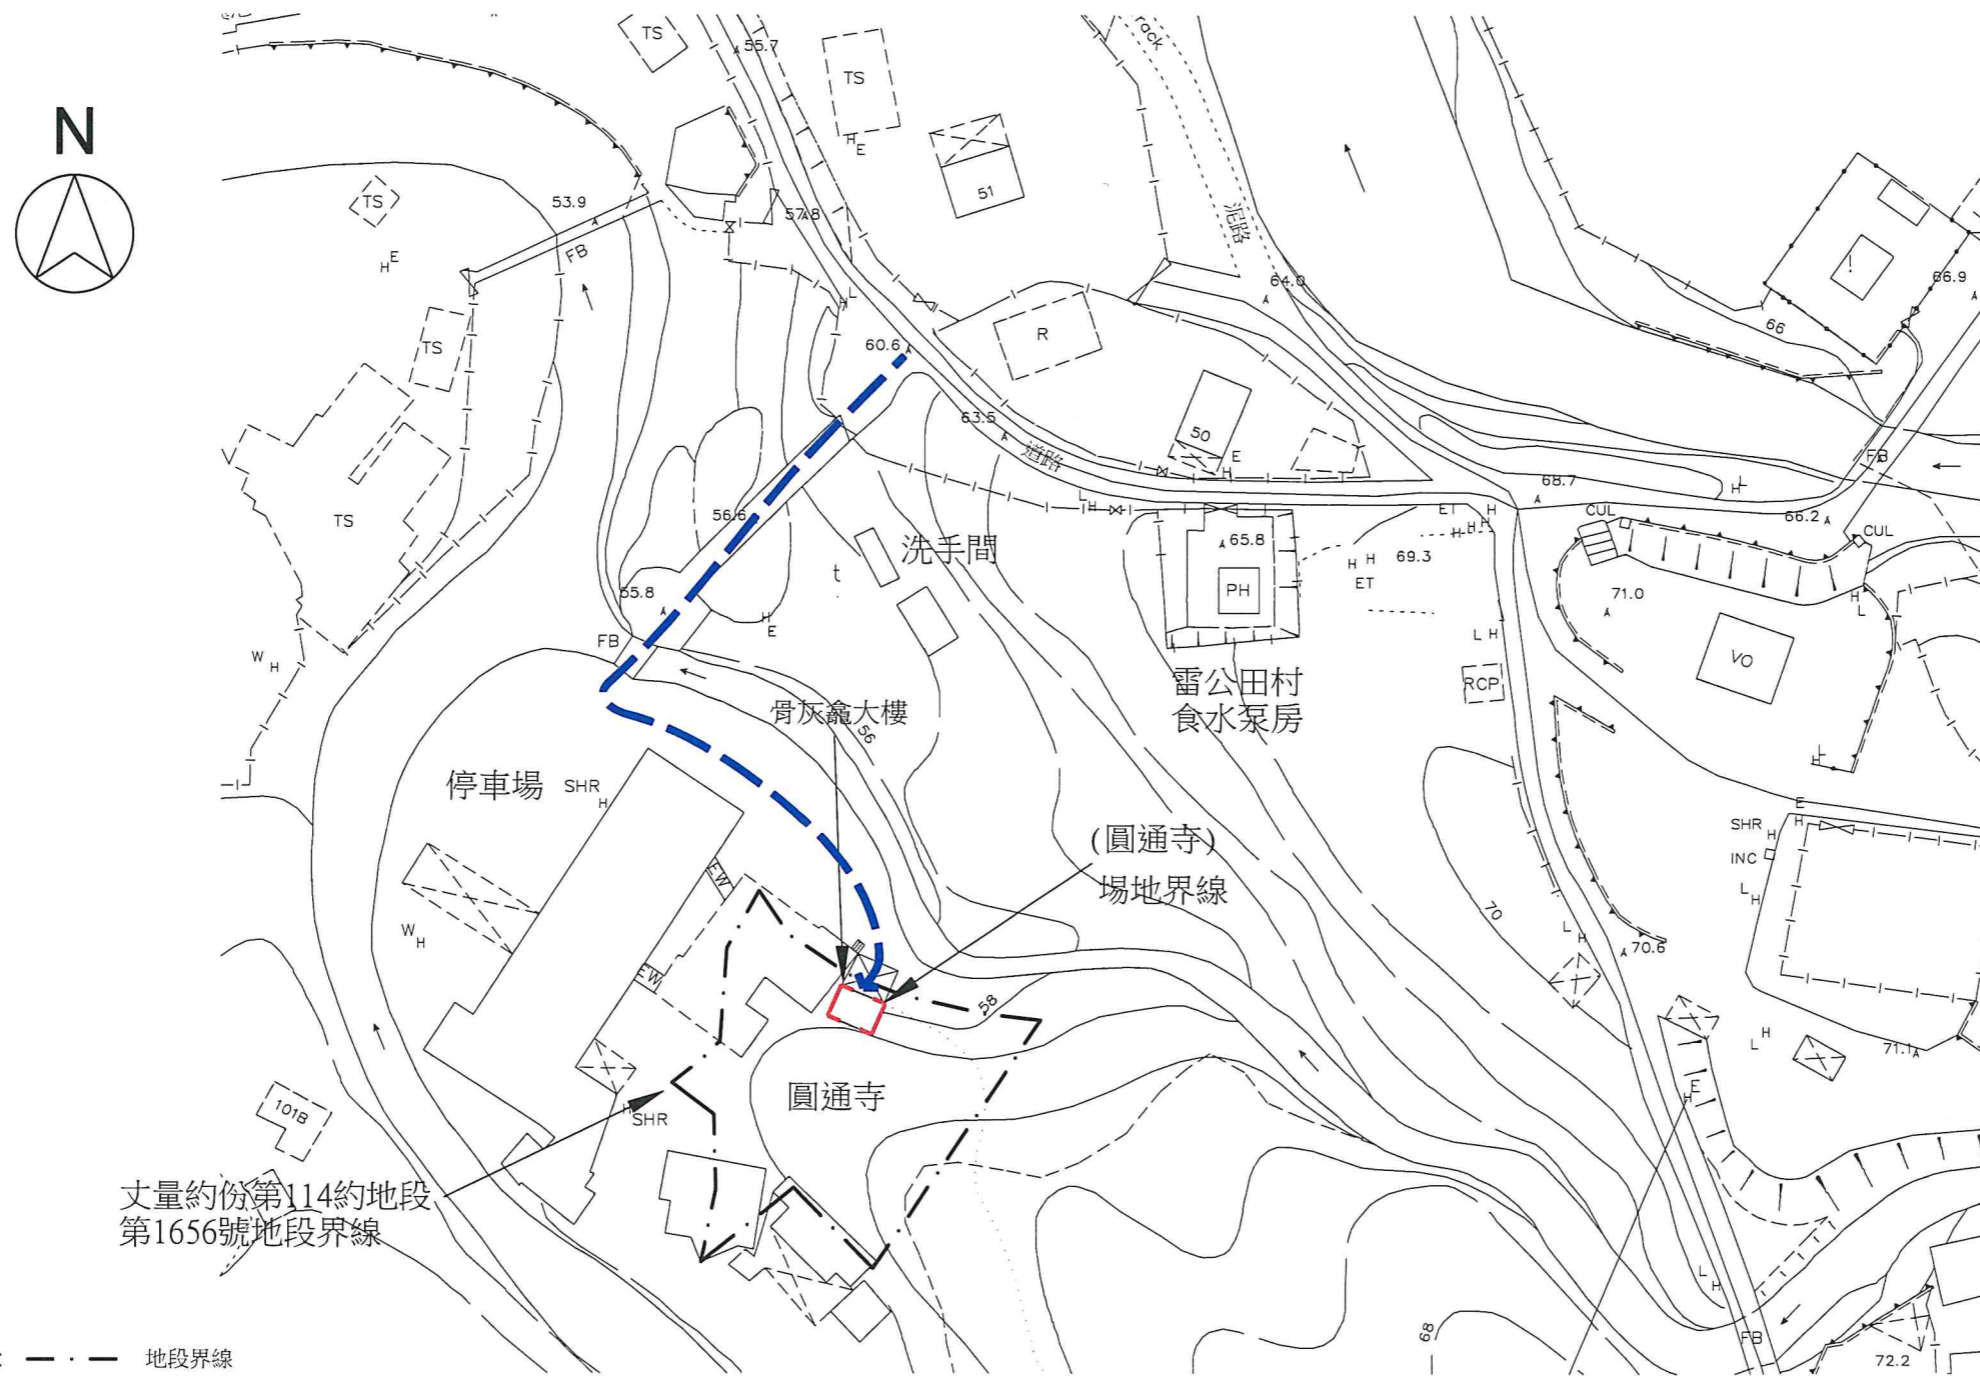 TS
55.7
TS
rack
H
E
N
51
TS
53.9
57.8
泥路
FB
E
H
L
H
64.0
66.9
!
66
TS
60.6
R
63.5
道路
50
E
H
FB
68.7
L
H
TS
56.6
L
H
ET
H
H
H
66.2
CUL
CUL
洗手間
65.8
H
H
69.3
ET
PH
t
55.8
H
E
71.0
H
L
FB
L
H
W
H
VO
雷公田村
食水泵房
RCP
骨灰龕大樓
56
停車場
SHR
H
L
H
E
H
SHR
H
INC
L
H
(圓通寺)
場地界線
EW
70
W
H
L
H
70.6
EW
58
L
H
71.1
圓通寺
E
H
101B
H
SHR
丈量約份第114約地段
第1656號地段界線
L
H
68
FB
72.2
地段界線